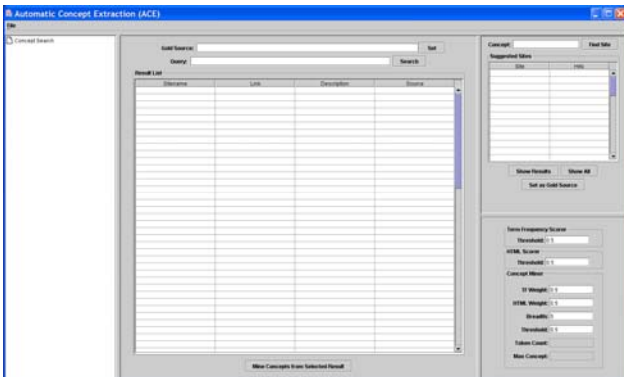 Automatic Concept Extraction (ACE)
File
Concept Search
Gold Source:
Set
Query:
Search
Result List
Sitename Link Description Source
Mine Concepts from Selected Result
Concept:
Find Site
Suggested Sites
Site Hits
Show Results Show All
Set as Gold Source
Term Frequency Scorer
Threshold:
HTML Scorer
Threshold:
Concept Miner
TF Weight:
HTML Weight:
Breadth:
Threshold:
Token Count:
Max Concept: